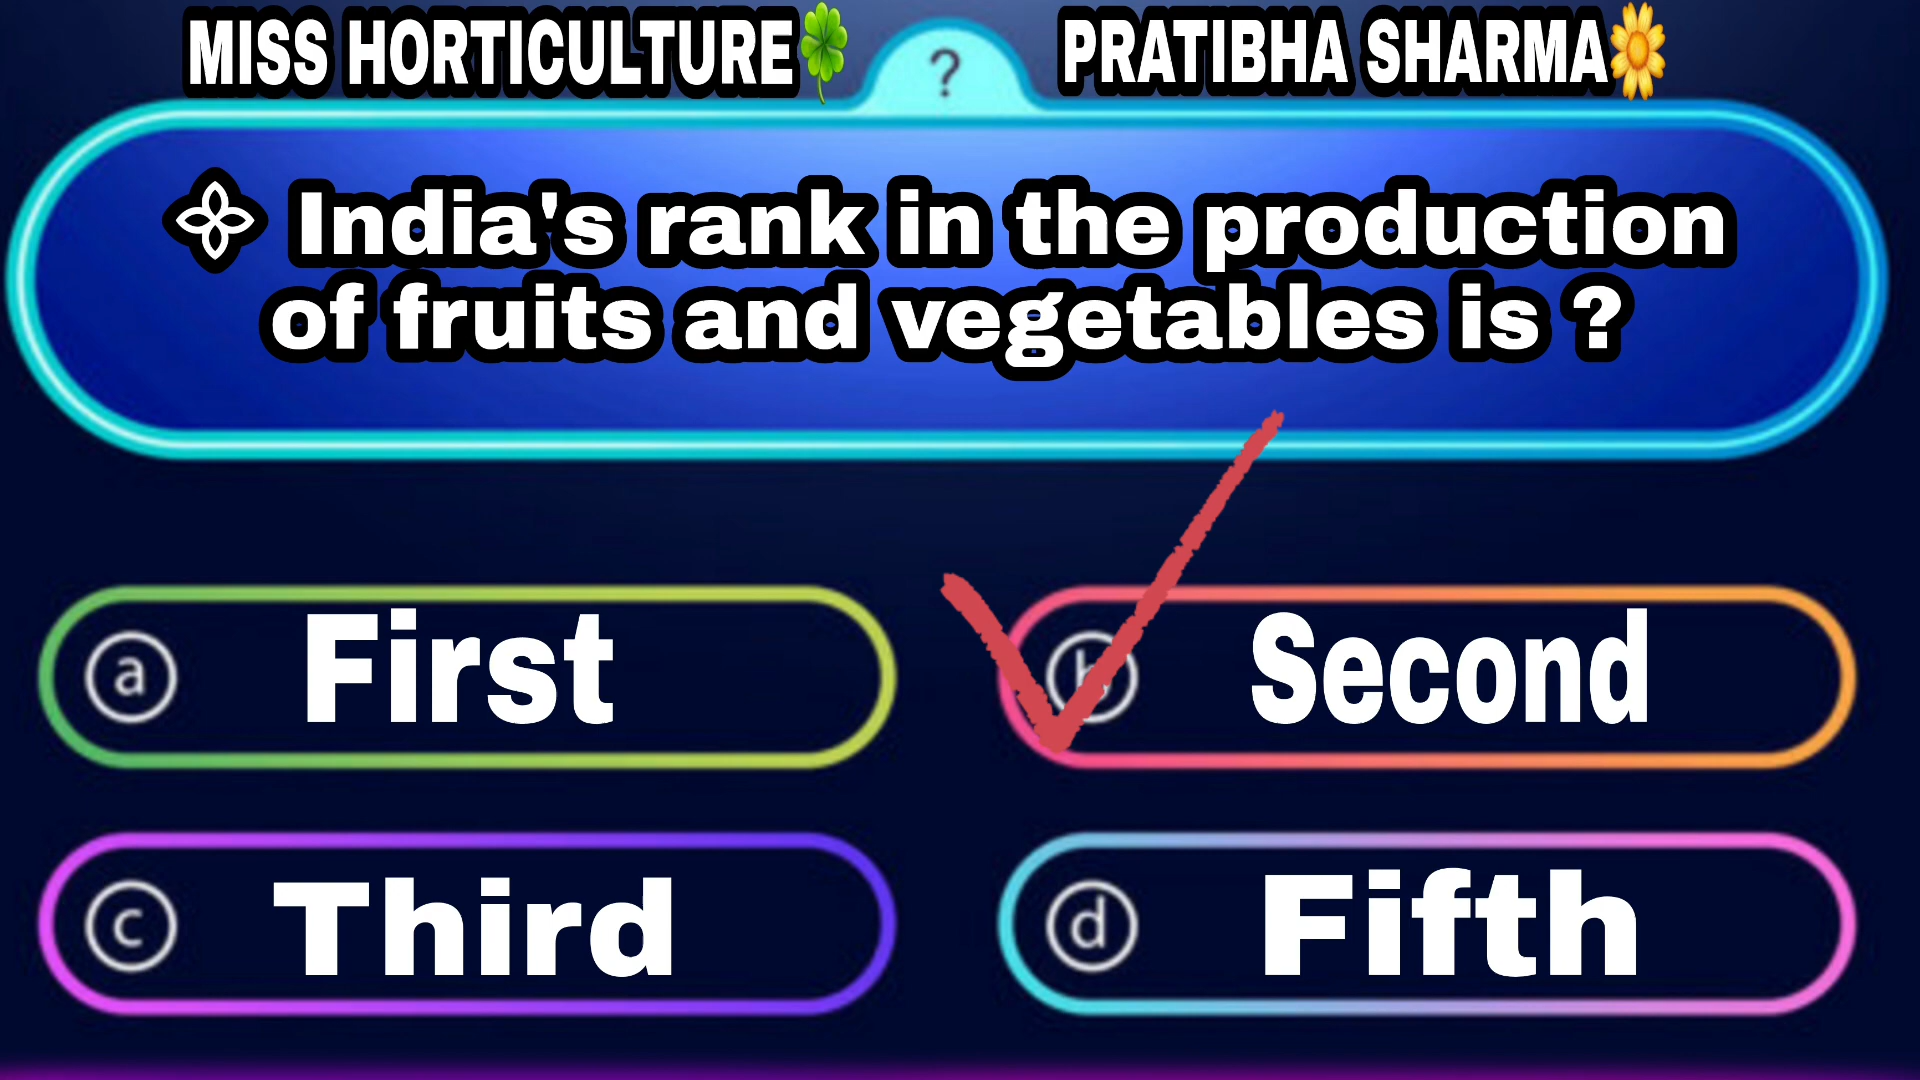 MISS HORTICULTURE🍀 ? PRATIBHA SHARMA🌼
India's rank in the production
of fruits and vegetables is ?
a First
b Second
c Third
d Fifth